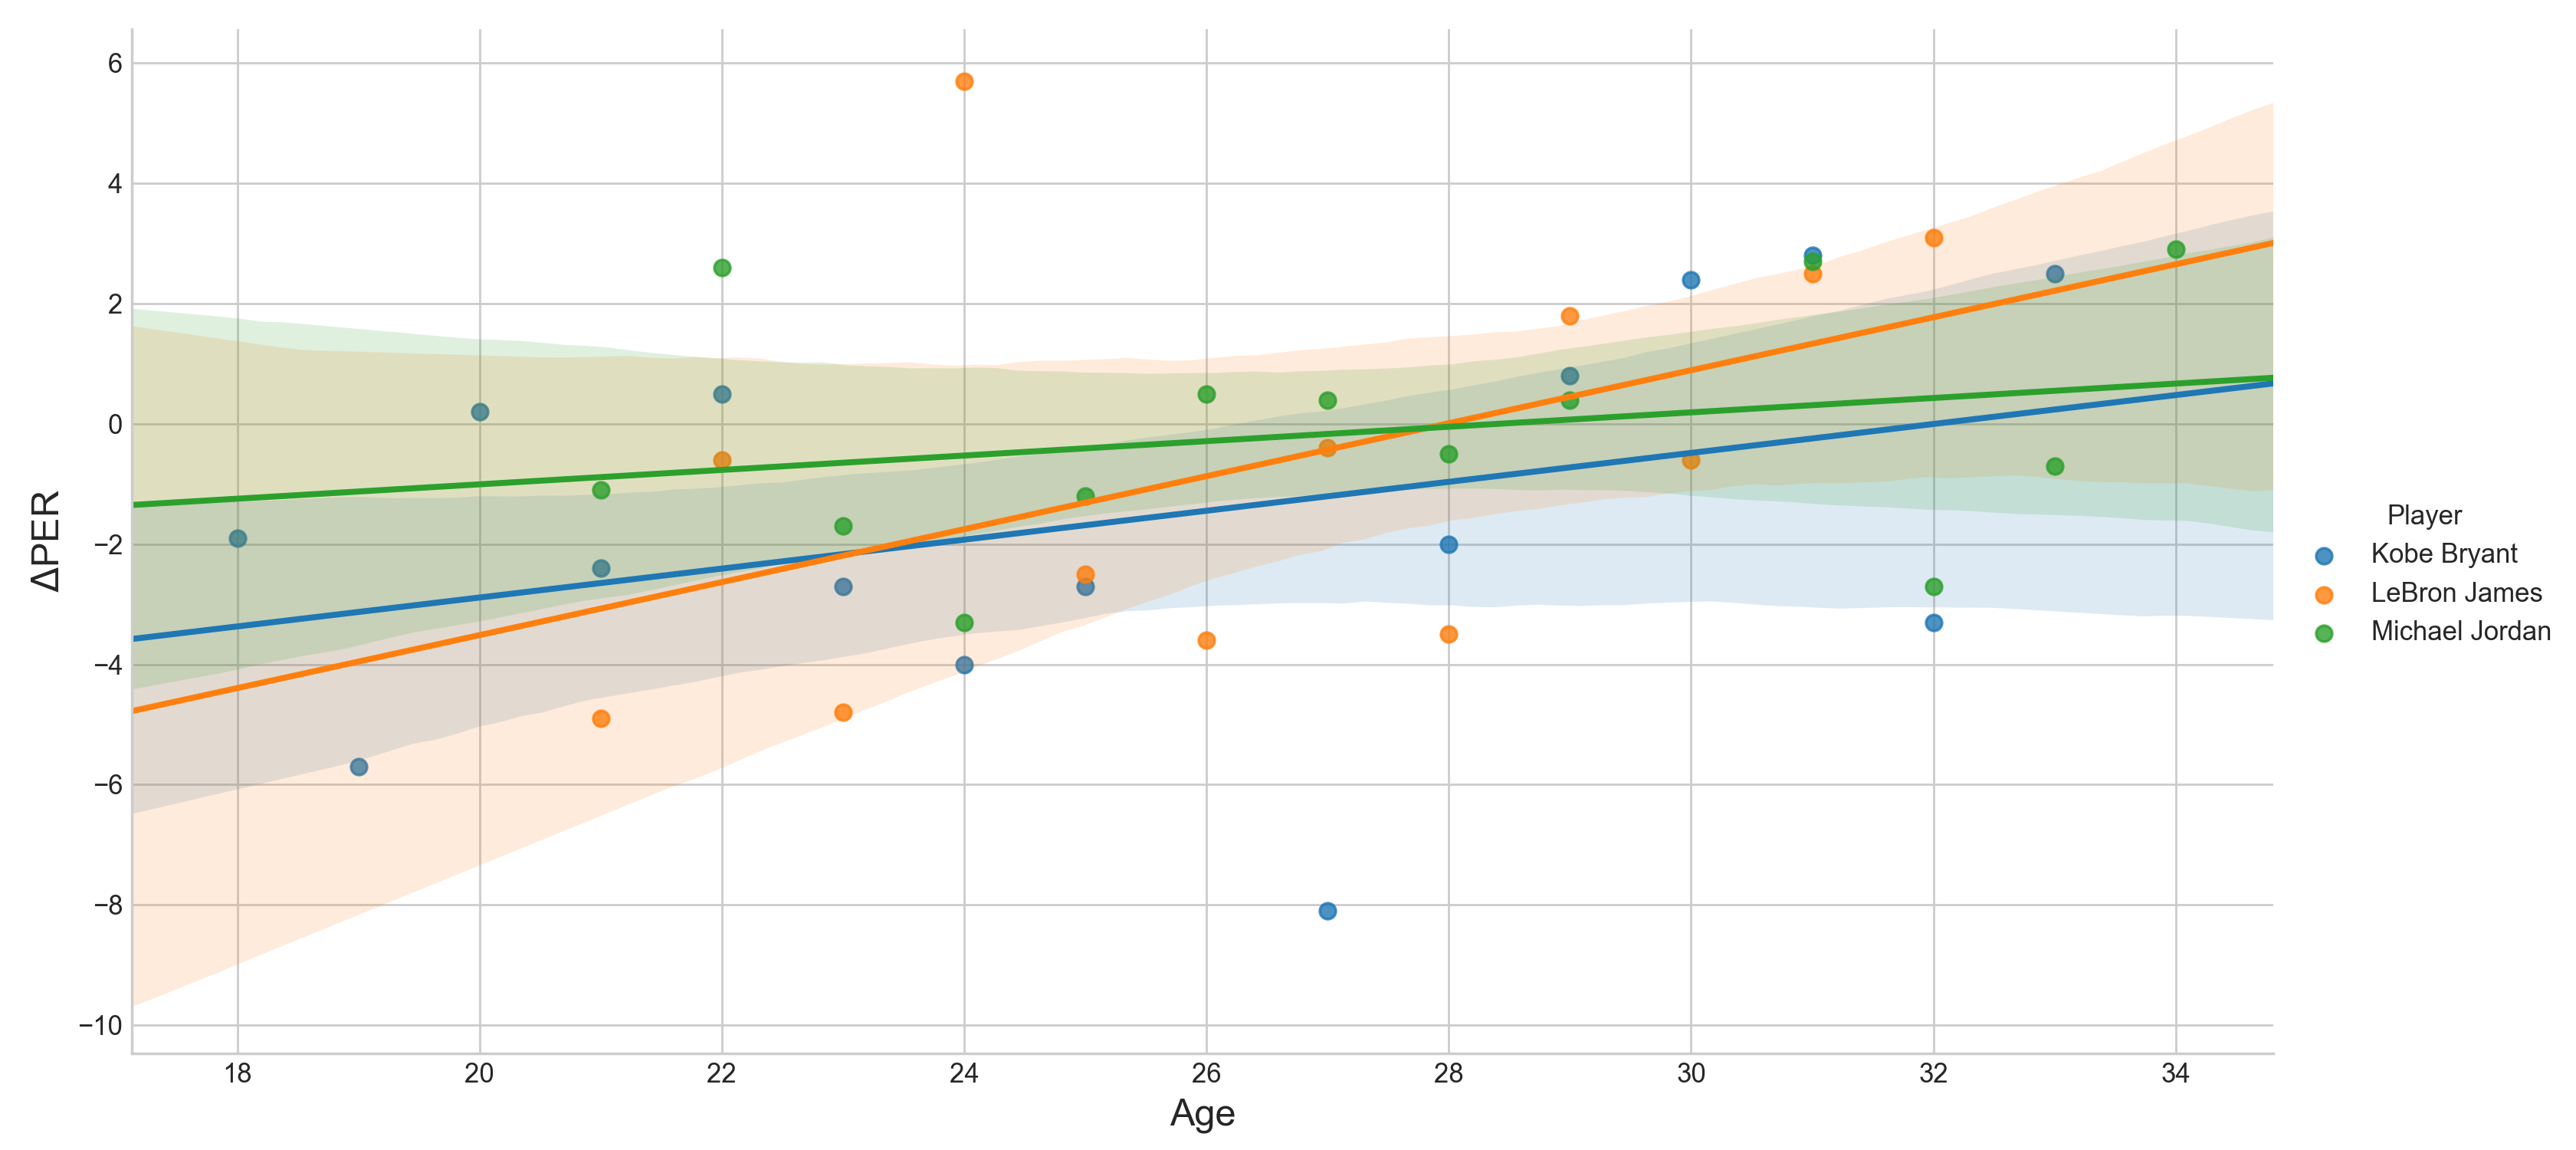 6
4
2
0
−2
−4
−6
−8
−10
ΔPER
18 20 22 24 26 28 30 32 34
Age
Player
Kobe Bryant
LeBron James
Michael Jordan